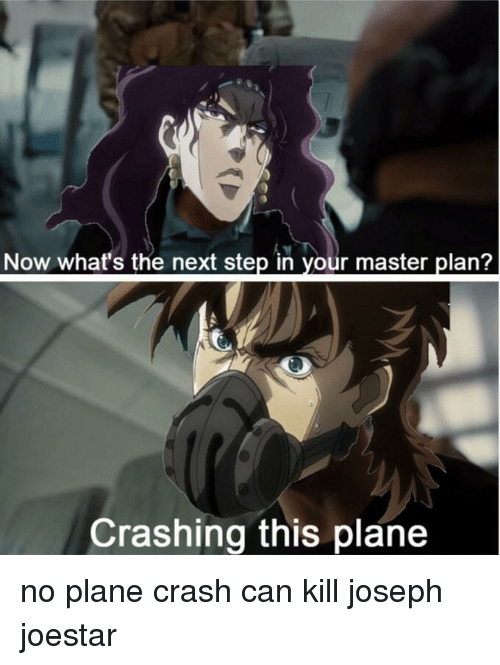 Now what's the next step in your master plan?
Crashing this plane
no plane crash can kill joseph
joestar